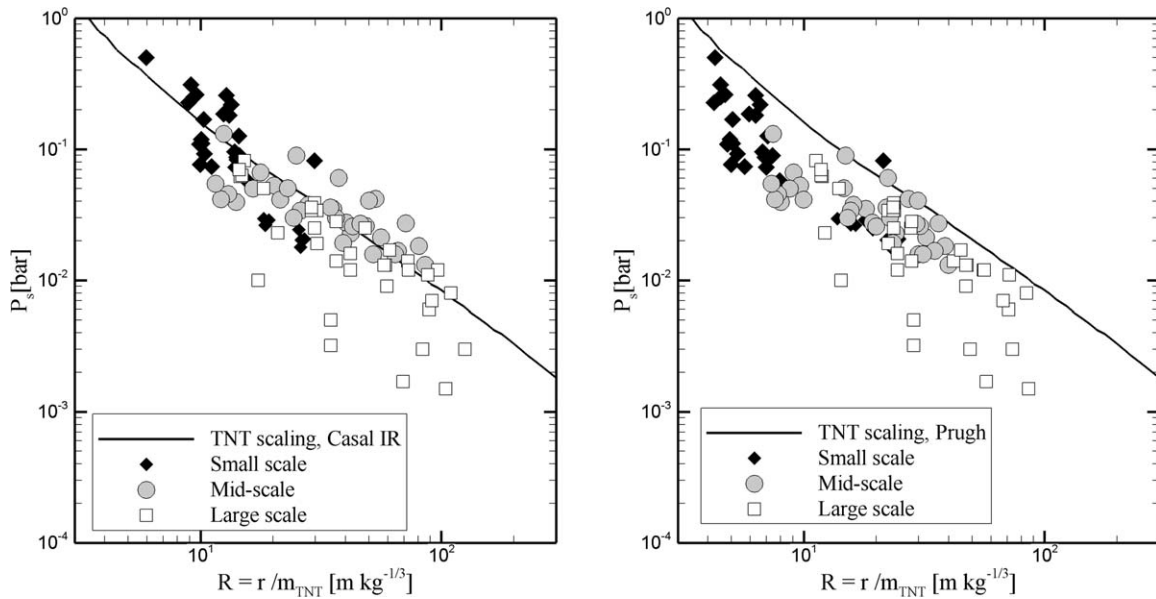 10⁰
10⁻¹
10⁻²
10⁻³
10⁻⁴
Pₛ[bar]
TNT scaling, Casal IR
Small scale
Mid-scale
Large scale
10¹
10²
R = r /m_TNT [m kg⁻¹/³]
10⁰
10⁻¹
10⁻²
10⁻³
10⁻⁴
Pₛ[bar]
TNT scaling, Prugh
Small scale
Mid-scale
Large scale
10¹
10²
R = r /m_TNT [m kg⁻¹/³]